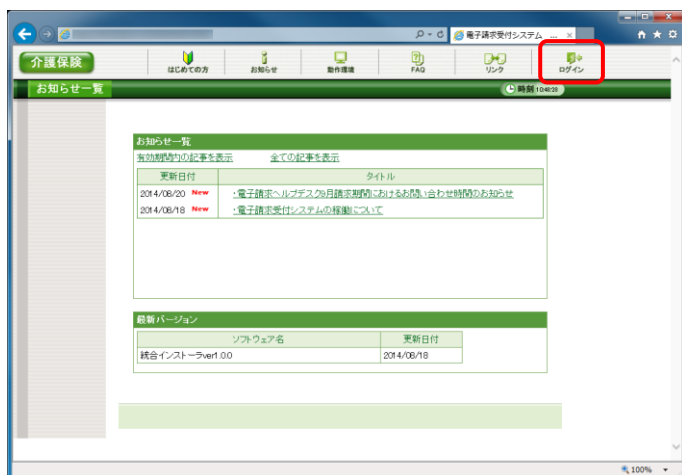 電子請求受付システム ...
介護保険
はじめての方
お知らせ
動作環境
FAQ
リンク
ログイン
お知らせ一覧
時刻 10:46:28
お知らせ一覧
有効期間内の記事を表示 全ての記事を表示
更新日付 タイトル
2014/08/20 New ・電子請求ヘルプデスク9月請求期間におけるお問い合わせ時間のお知らせ
2014/08/18 New ・電子請求受付システムの稼働について
最新バージョン
ソフトウェア名 更新日付
統合インストーラver1.0.0 2014/08/18
100%